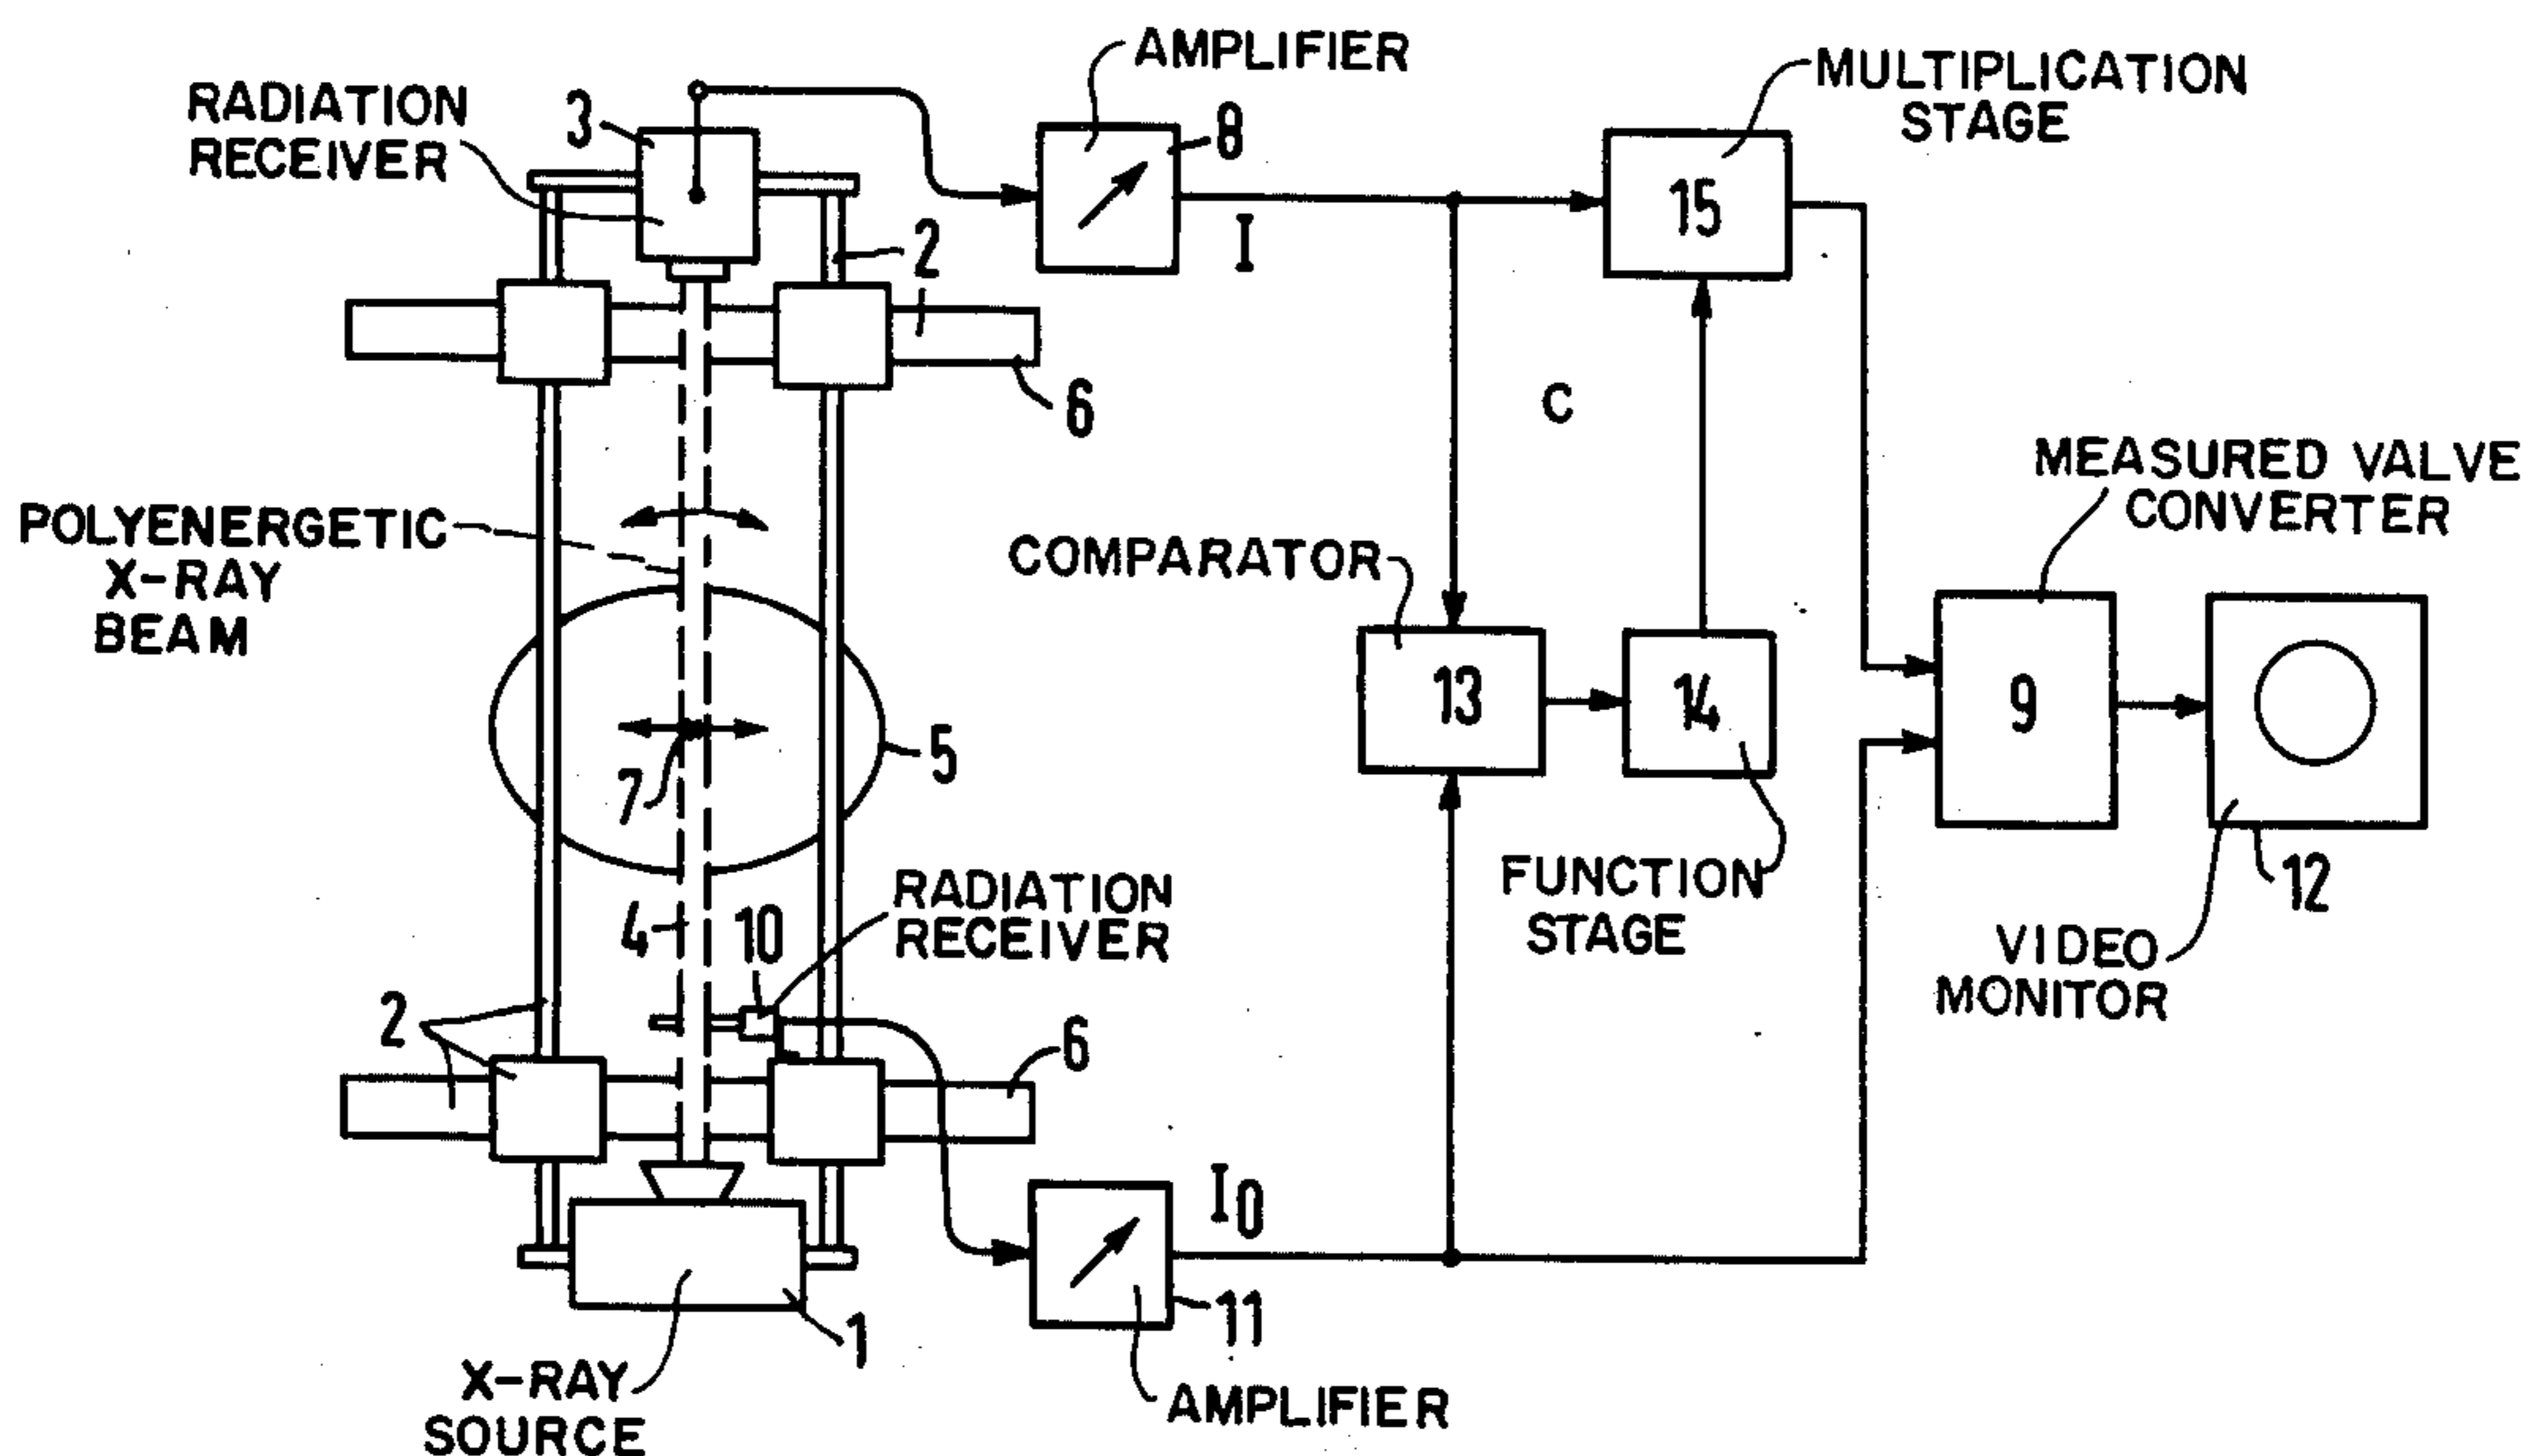 AMPLIFIER
MULTIPLICATION
STAGE
RADIATION
RECEIVER
3
8
15
I
2
6
C
MEASURED VALVE
CONVERTER
POLYENERGETIC
X-RAY
BEAM
COMPARATOR
13
14
9
5
7
FUNCTION
STAGE
12
RADIATION
RECEIVER
4
10
VIDEO
MONITOR
2
6
I0
11
1
X-RAY
SOURCE
AMPLIFIER